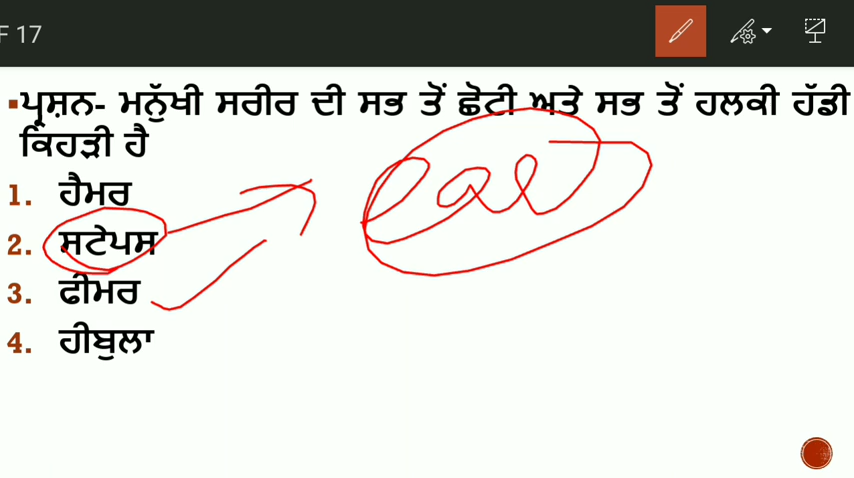 F 17
▪ਪ੍ਰਸ਼ਨ- ਮਨੁੱਖੀ ਸਰੀਰ ਦੀ ਸਭ ਤੋਂ ਛੋਟੀ ਅਤੇ ਸਭ ਤੋਂ ਹਲਕੀ ਹੱਡੀ
ਕਿਹੜੀ ਹੈ
1. ਹੈਮਰ
ear
2. ਸਟੇਪਸ
3. ਫੀਮਰ
4. ਹੀਬੁਲਾ